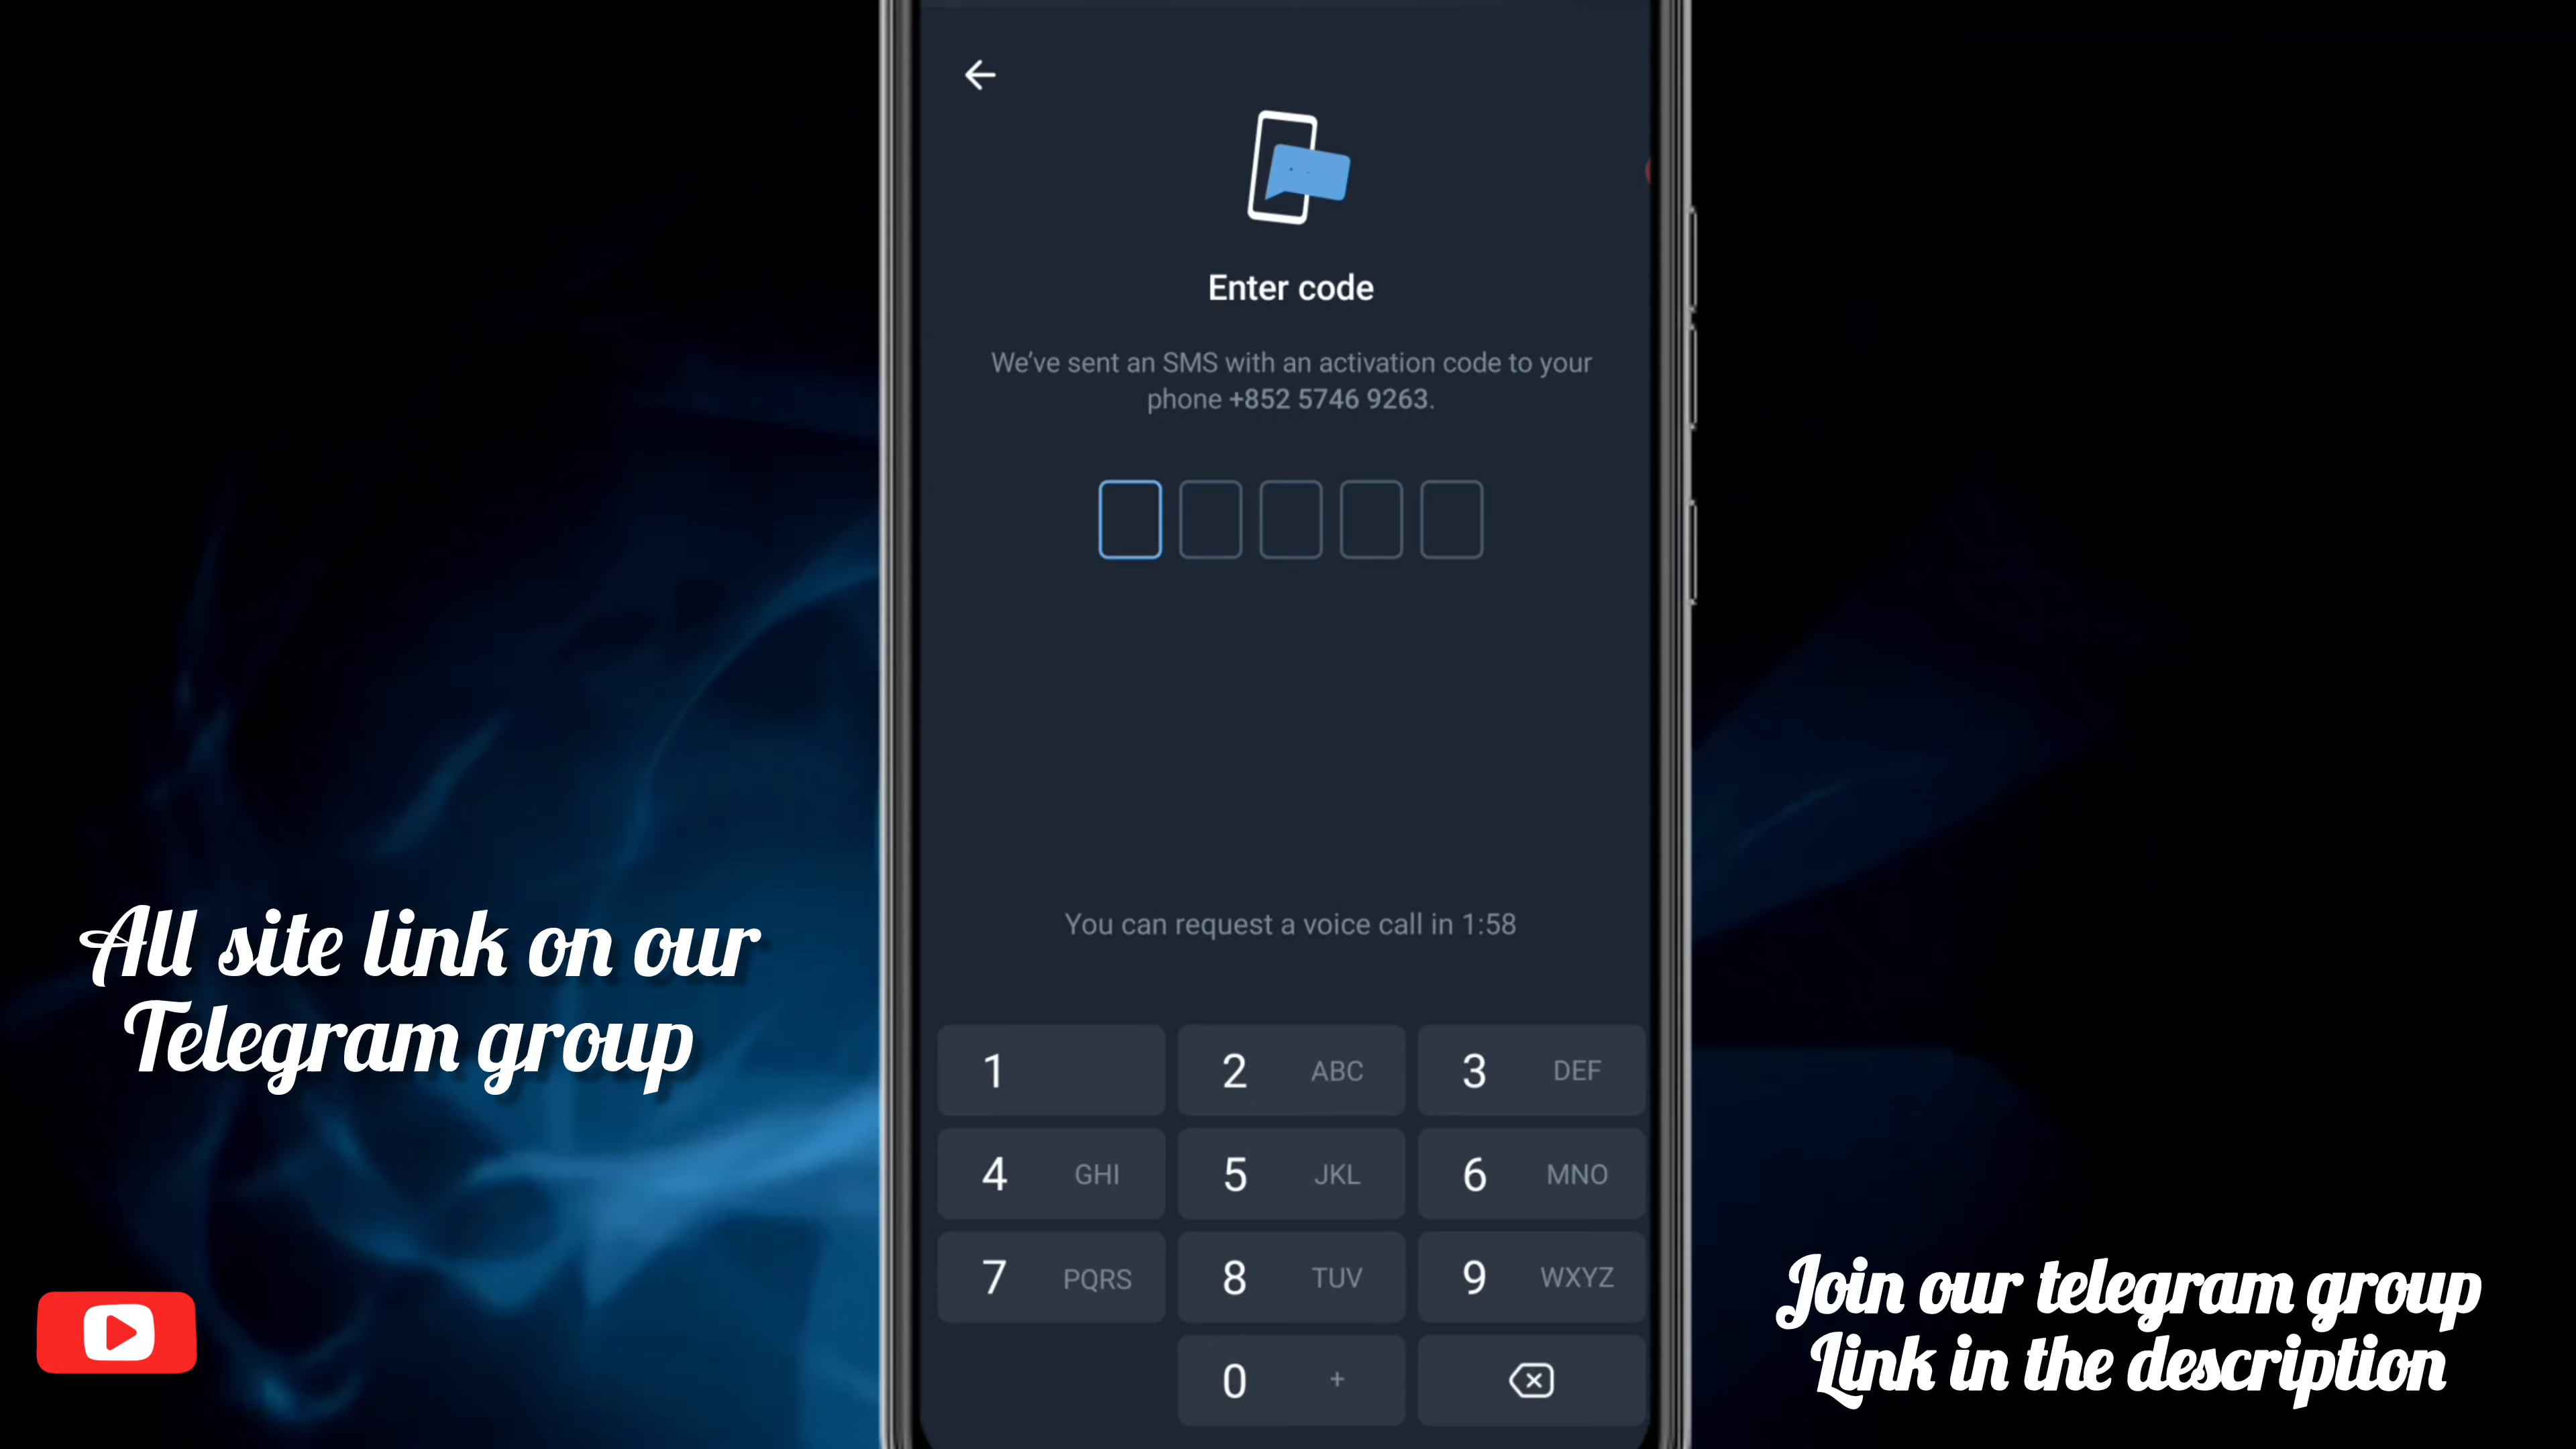 Enter code
We've sent an SMS with an activation code to your
phone +852 5746 9263.
You can request a voice call in 1:58
All site link on our
Telegram group
1
2 ABC
3 DEF
4 GHI
5 JKL
6 MNO
7 PQRS
8 TUV
9 WXYZ
0 +
Join our telegram group
Link in the description